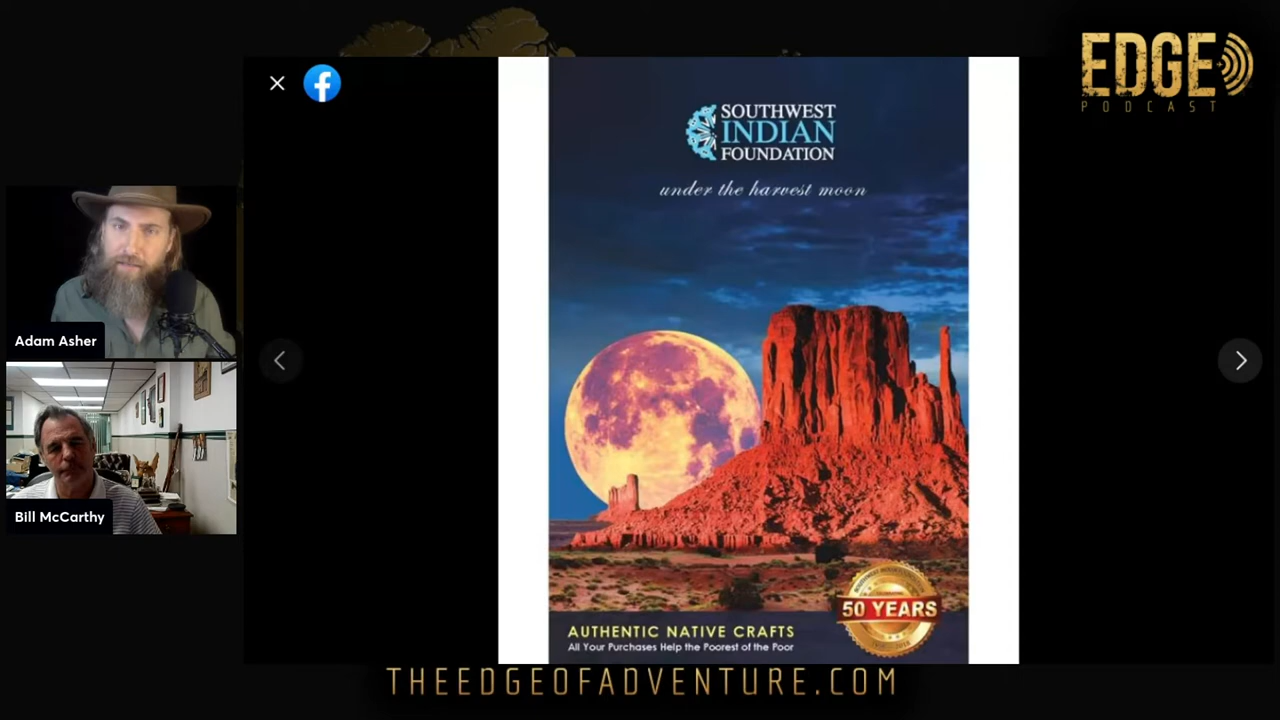 EDGE
PODCAST
SOUTHWEST
INDIAN
FOUNDATION
under the harvest moon
Adam Asher
Bill McCarthy
50 YEARS
AUTHENTIC NATIVE CRAFTS
All Your Purchases Help the Poorest of the Poor
THEEDGEOFADVENTURE.COM